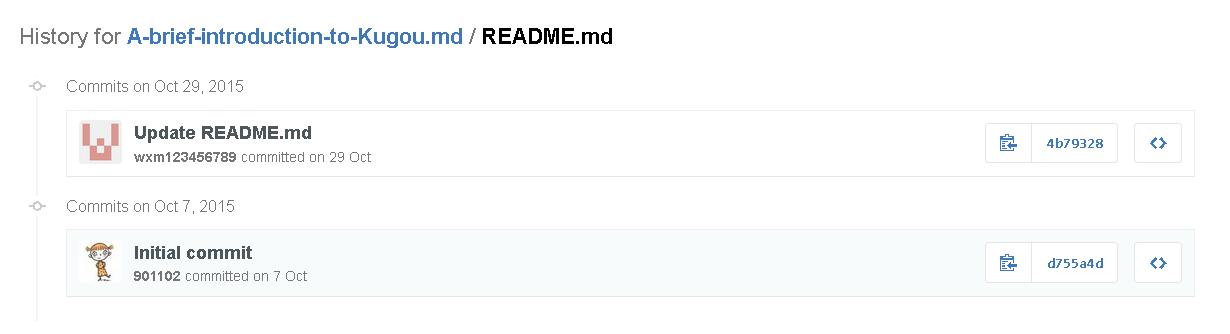 History for A-brief-introduction-to-Kugou.md / README.md
Commits on Oct 29, 2015
Update README.md
wxm123456789 committed on 29 Oct
4b79328
Commits on Oct 7, 2015
Initial commit
901102 committed on 7 Oct
d755a4d